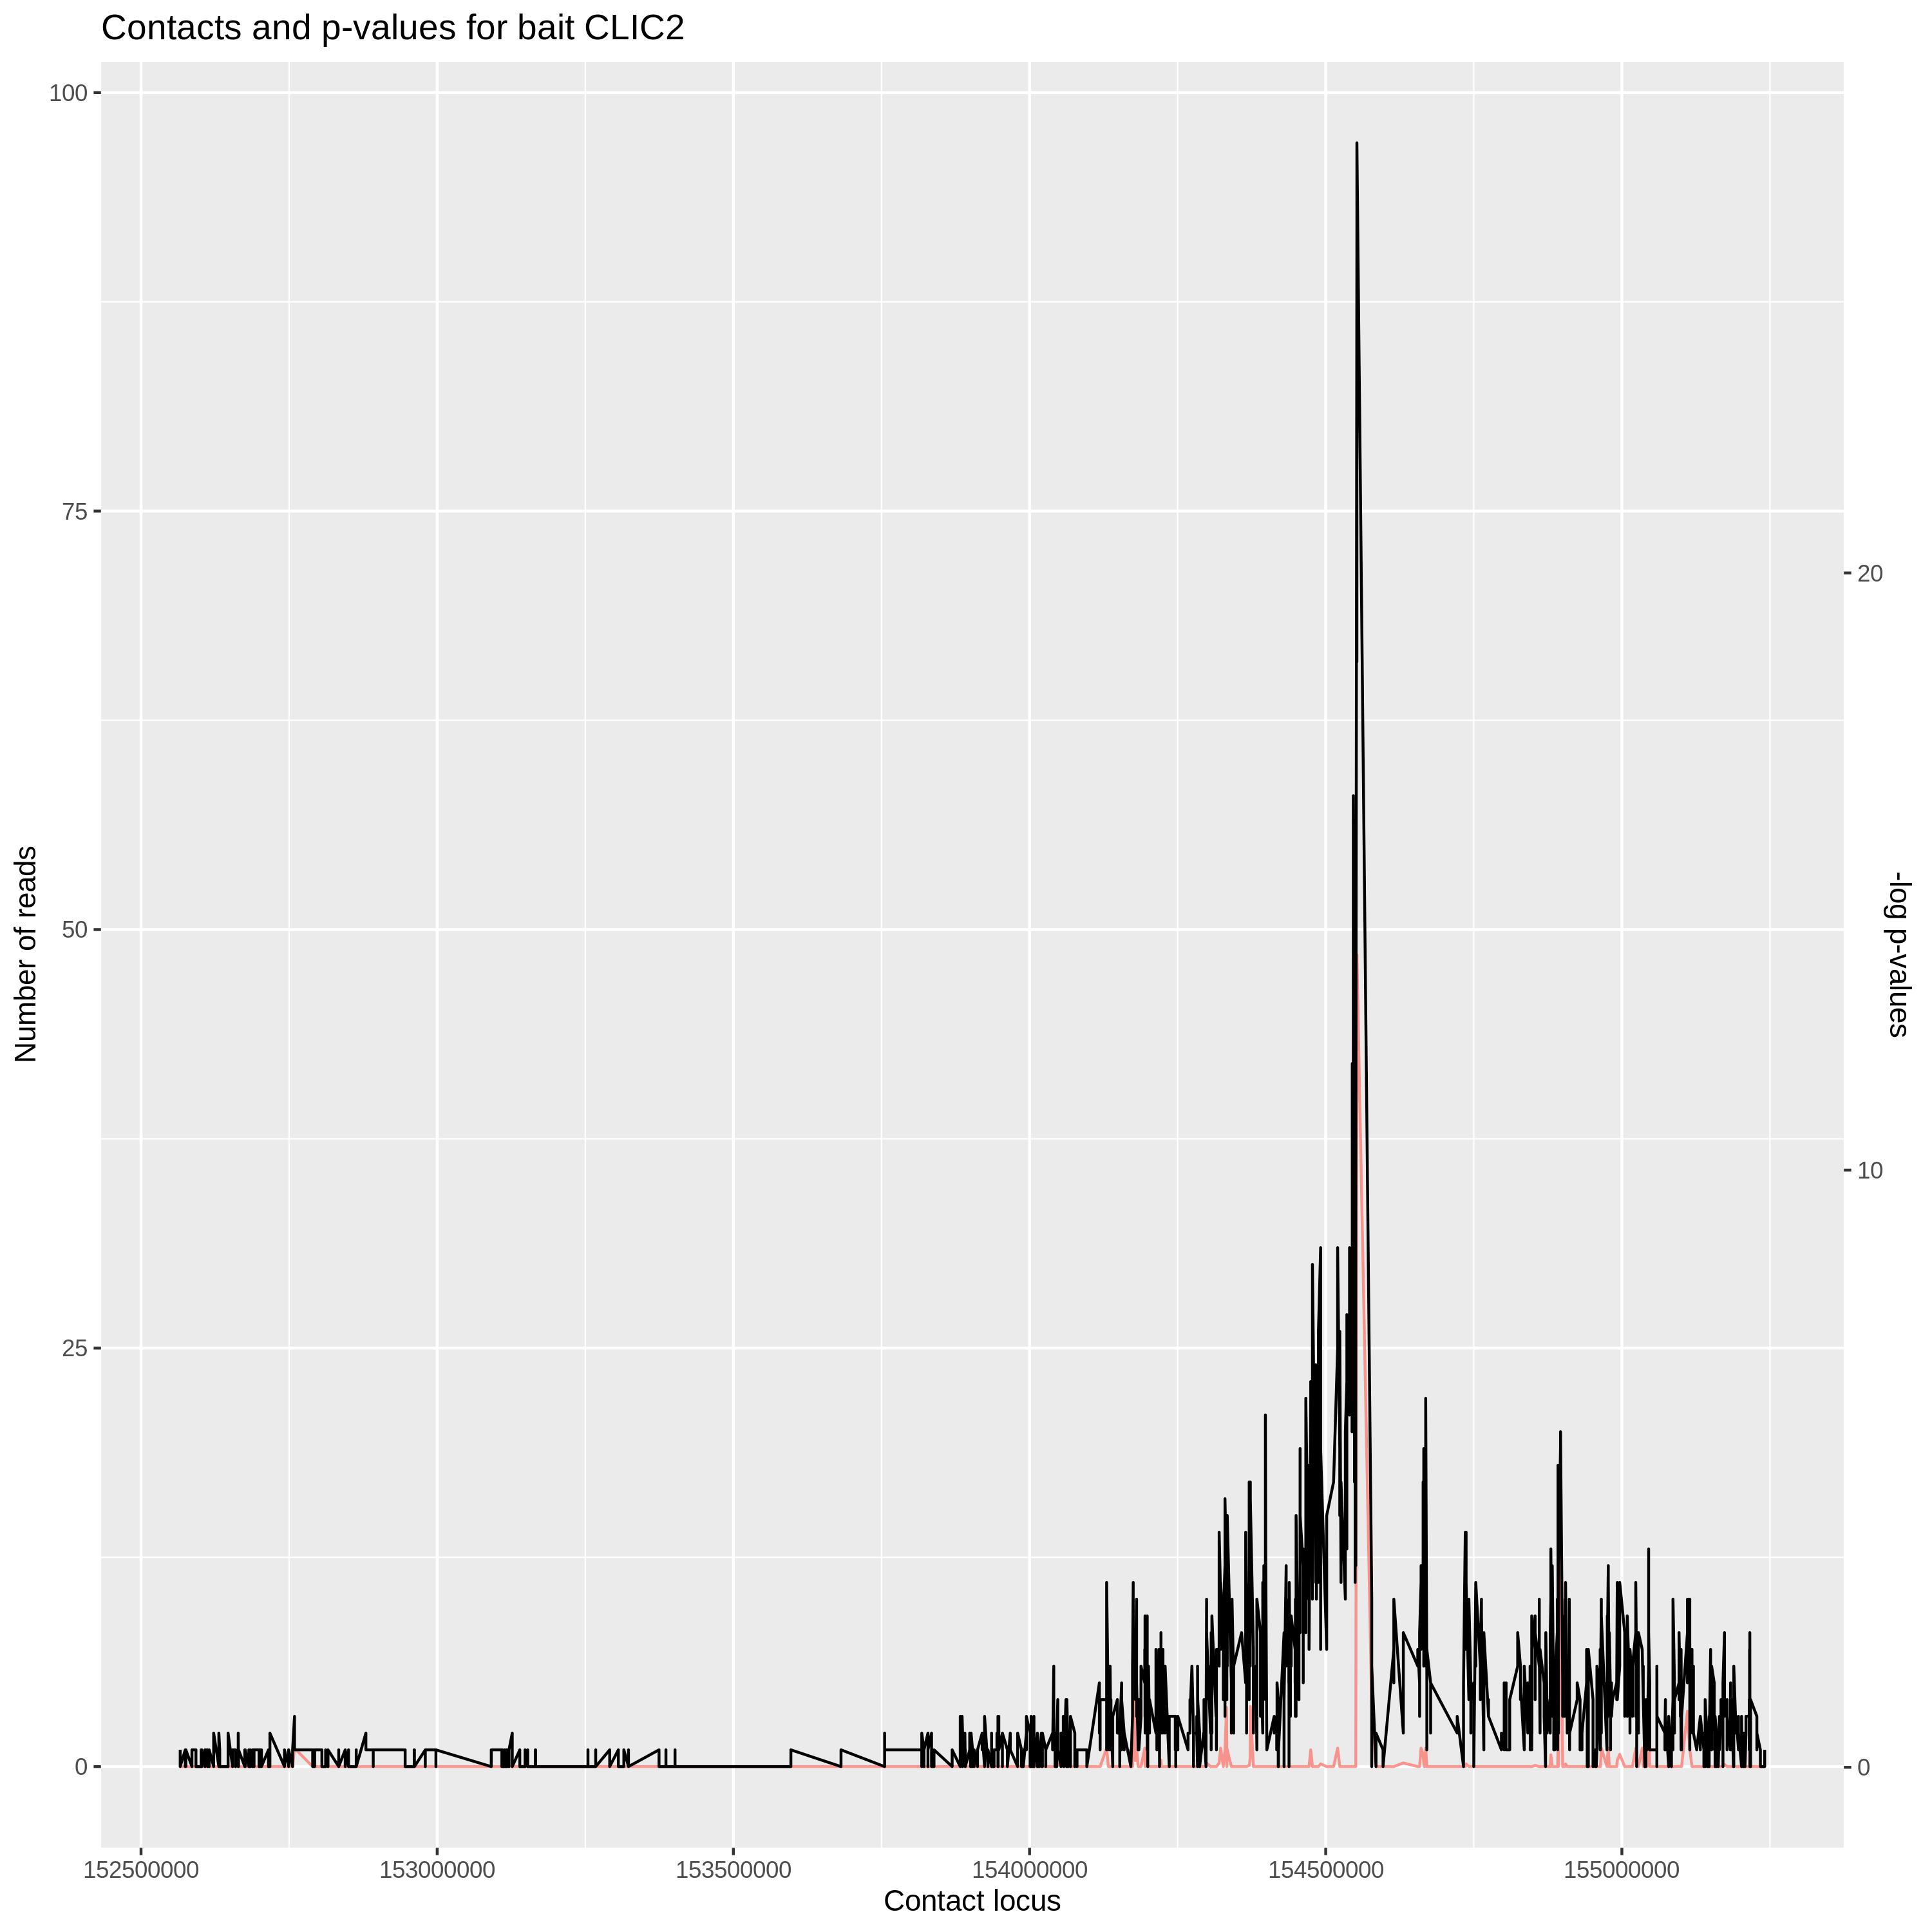 Contacts and p-values for bait CLIC2
100
75
50
25
0
Number of reads
20
10
0
-log p-values
152500000 153000000 153500000 154000000 154500000 155000000
Contact locus